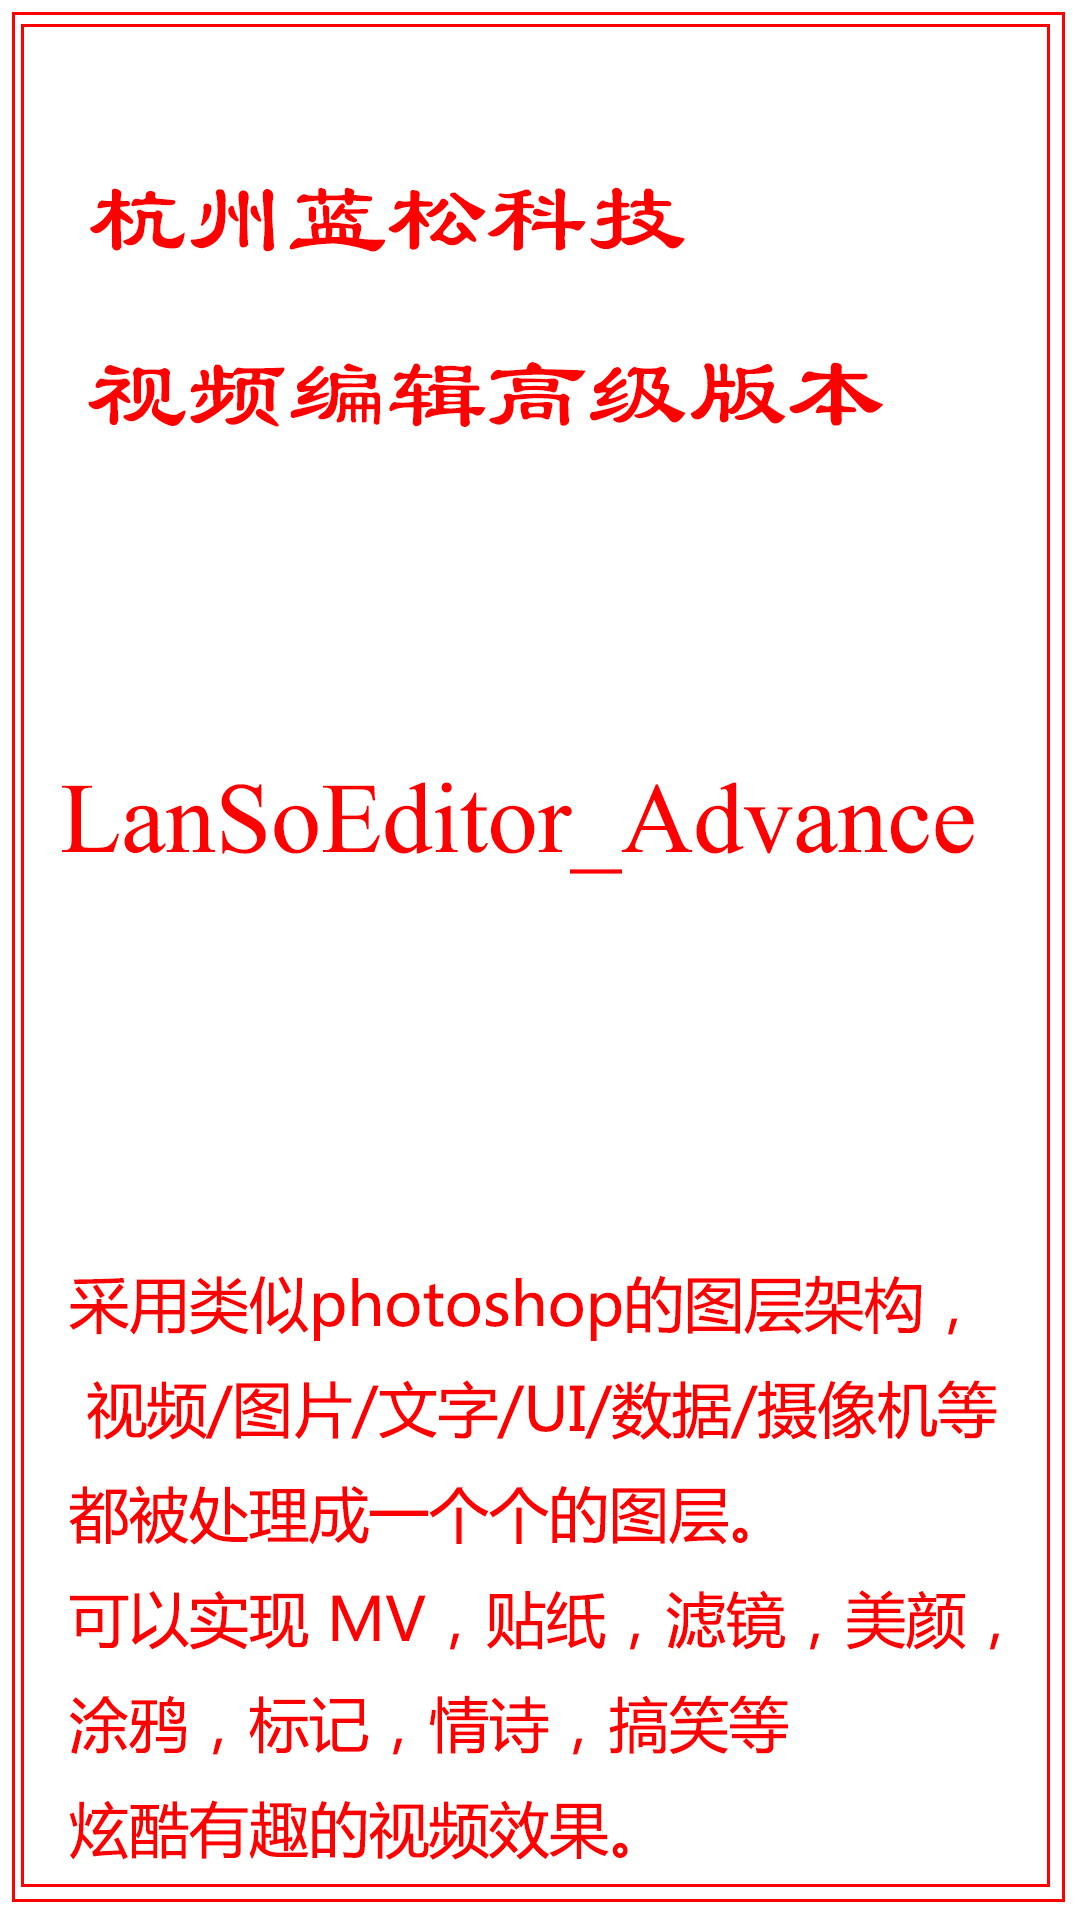 杭州蓝松科技
视频编辑高级版本
LanSoEditor_Advance
采用类似photoshop的图层架构，
视频/图片/文字/UI/数据/摄像机等
都被处理成一个个的图层。
可以实现 MV，贴纸，滤镜，美颜，
涂鸦，标记，情诗，搞笑等
炫酷有趣的视频效果。